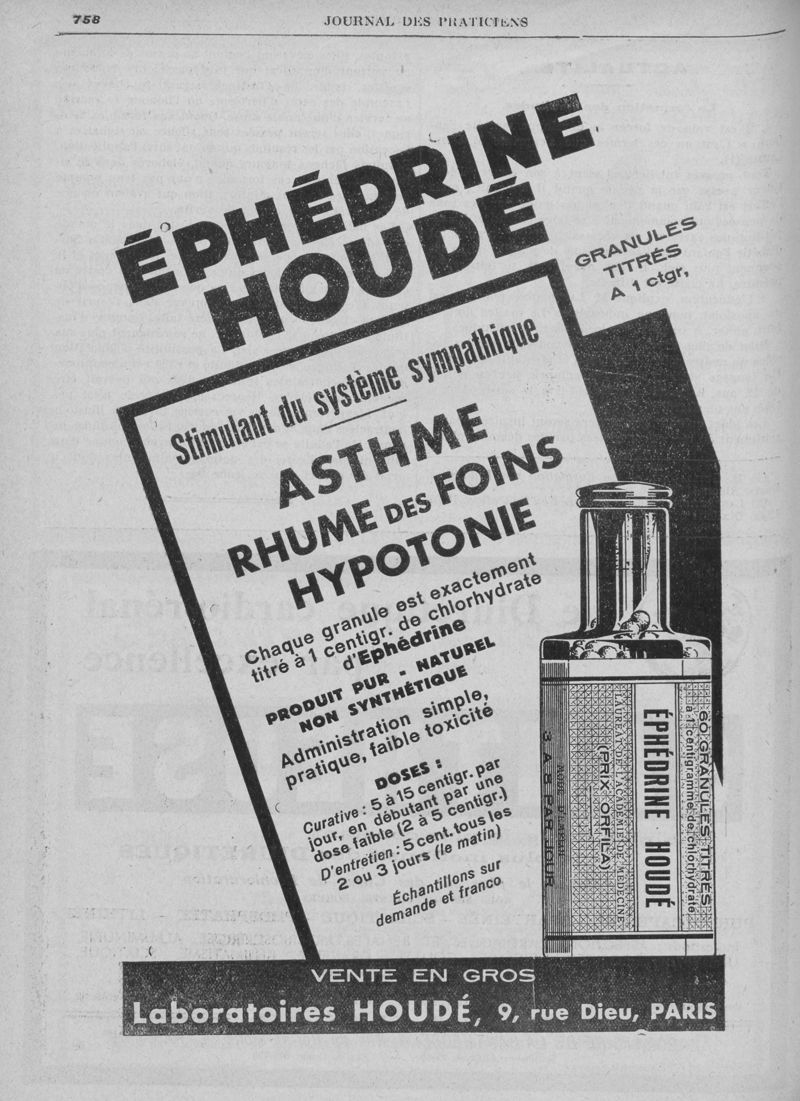 758
JOURNAL DES PRATICIENS
ÉPHÉDRINE
HOUDÉ
GRANULES
TITRÉS
A 1 ctgr,
Stimulant du système sympathique
ASTHME
RHUME DES FOINS
HYPOTONIE
Chaque granule est exactement
titré à 1 centigr. de chlorhydrate
d'Ephédrine
PRODUIT PUR - NATUREL
NON SYNTHÉTIQUE
Administration simple,
pratique, faible toxicité
DOSES :
Curative : 5 à 15 centigr. par
jour, en débutant par une
dose faible (2 à 5 centigr.)
D'entretien : 5 cent. tous les
2 ou 3 jours (le matin)
Échantillons sur
demande et franco
60 GRANULES TITRÉS
à 1 centigramme de chlorhydrate
ÉPHÉDRINE HOUDÉ
LAURÉAT DE L'ACADÉMIE DE MÉDECINE
(PRIX ORFILA)
MODE D'EMPLOI
3 A 8 PAR JOUR
VENTE EN GROS
Laboratoires HOUDÉ, 9, rue Dieu, PARIS